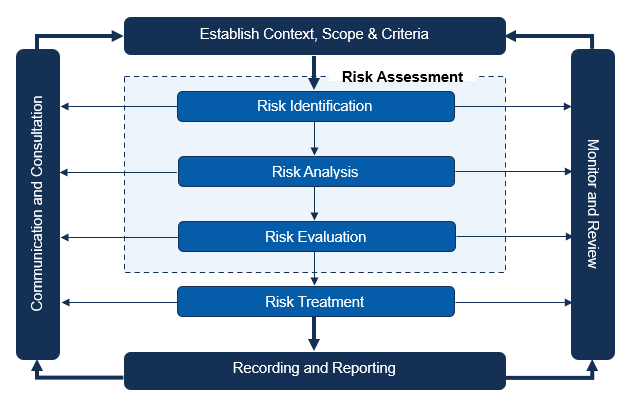 Establish Context, Scope & Criteria
Risk Assessment
Risk Identification
Risk Analysis
Risk Evaluation
Risk Treatment
Recording and Reporting
Communication and Consultation
Monitor and Review